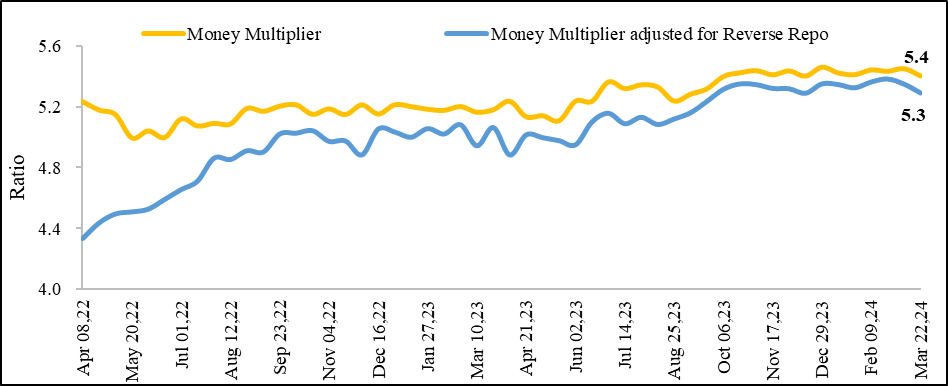 Money Multiplier
Money Multiplier adjusted for Reverse Repo
Ratio
5.6
5.2
4.8
4.4
4.0
5.4
5.3
Apr 08,22
May 20,22
Jul 01,22
Aug 12,22
Sep 23,22
Nov 04,22
Dec 16,22
Jan 27,23
Mar 10,23
Apr 21,23
Jun 02,23
Jul 14,23
Aug 25,23
Oct 06,23
Nov 17,23
Dec 29,23
Feb 09,24
Mar 22,24